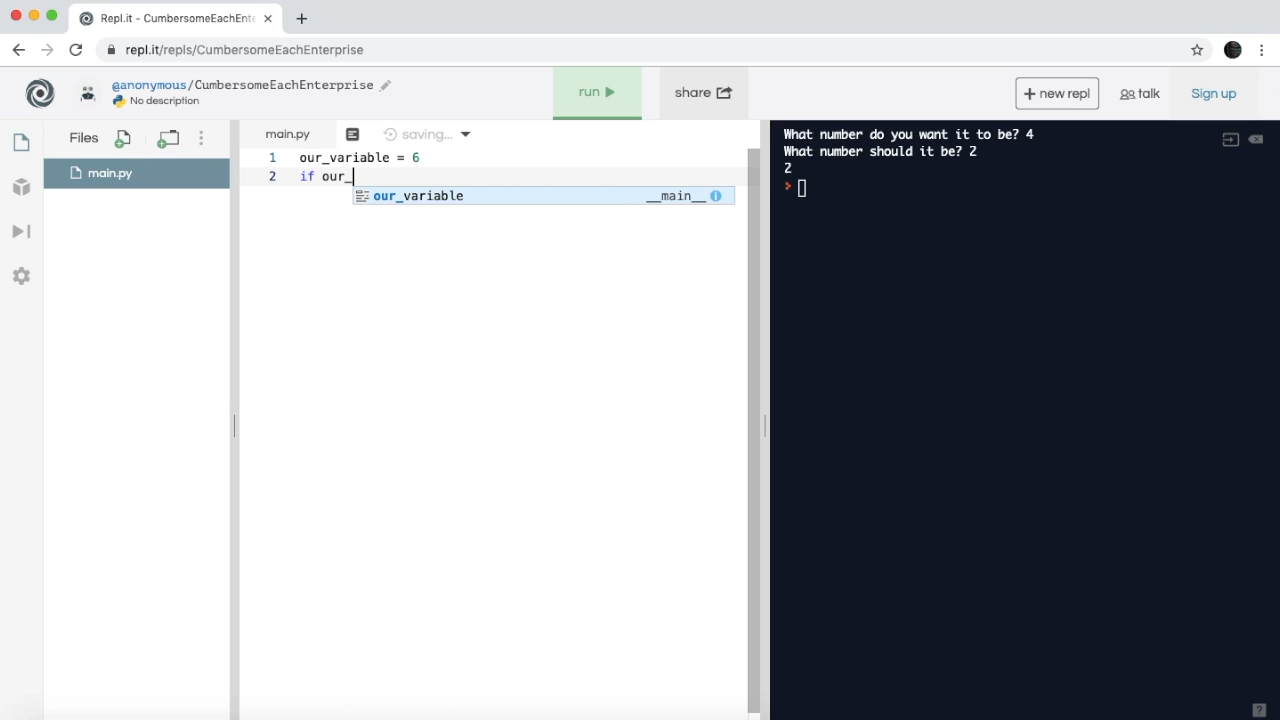 Repl.it - CumbersomeEachEnte
repl.it/repls/CumbersomeEachEnterprise
@anonymous/CumbersomeEachEnterprise
No description
run
share
+ new repl
talk
Sign up
Files
main.py
main.py
saving...
1 our_variable = 6
2 if our_
our_variable __main__
What number do you want it to be? 4
What number should it be? 2
2